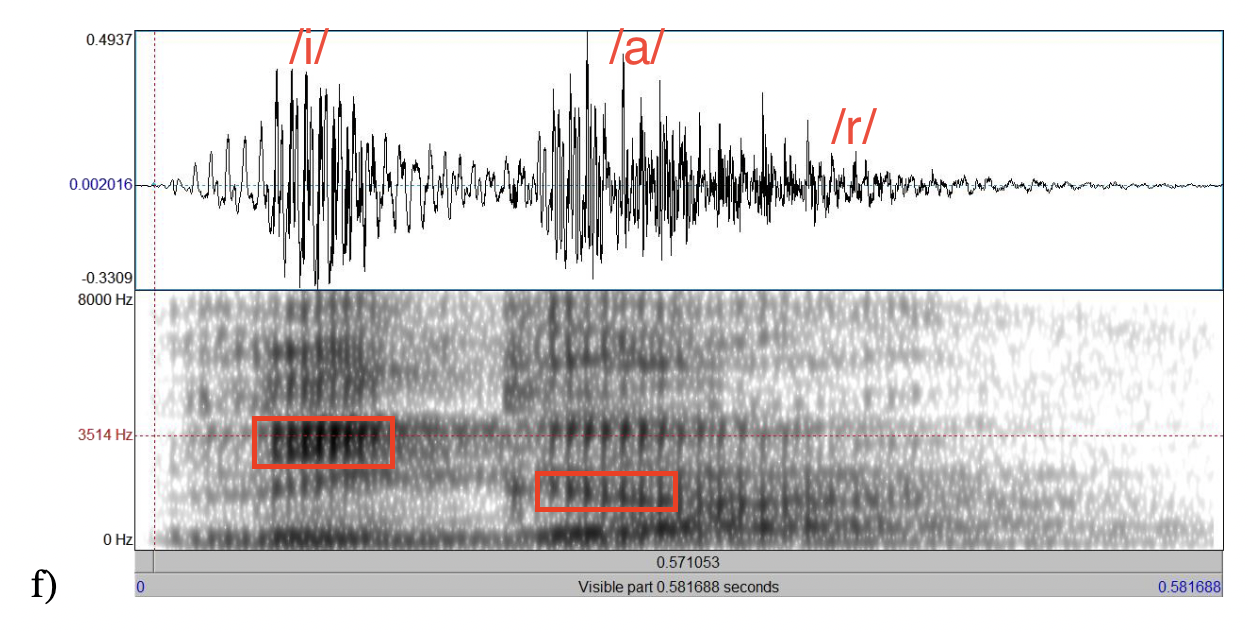 0.4937
/i/
/a/
/r/
0.002016
-0.3309
8000 Hz
3514 Hz
0 Hz
0.571053
f)
0
Visible part 0.581688 seconds
0.581688